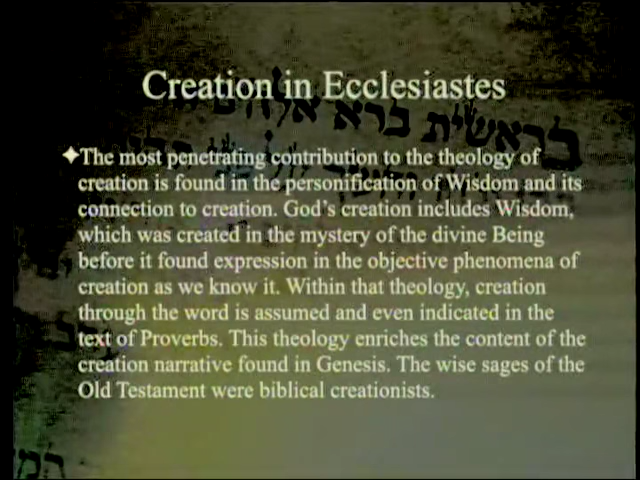 Creation in Ecclesiastes
בראשית ברא אלהים
The most penetrating contribution to the theology of
creation is found in the personification of Wisdom and its
connection to creation. God's creation includes Wisdom,
which was created in the mystery of the divine Being
before it found expression in the objective phenomena of
creation as we know it. Within that theology, creation
through the word is assumed and even indicated in the
text of Proverbs. This theology enriches the content of the
creation narrative found in Genesis. The wise sages of the
Old Testament were biblical creationists.